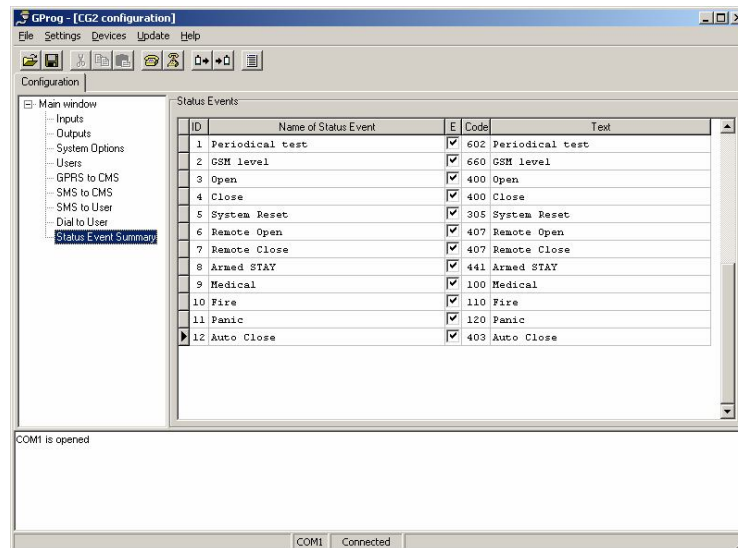 GProg - [CG2 configuration]
File Settings Devices Update Help
Configuration
Main window
Inputs
Outputs
System Options
Users
GPRS to CMS
SMS to CMS
SMS to User
Dial to User
Status Event Summary
Status Events
ID Name of Status Event E Code Text
1 Periodical test 602 Periodical test
2 GSM level 660 GSM level
3 Open 400 Open
4 Close 400 Close
5 System Reset 305 System Reset
6 Remote Open 407 Remote Open
7 Remote Close 407 Remote Close
8 Armed STAY 441 Armed STAY
9 Medical 100 Medical
10 Fire 110 Fire
11 Panic 120 Panic
12 Auto Close 403 Auto Close
COM1 is opened
COM1 Connected